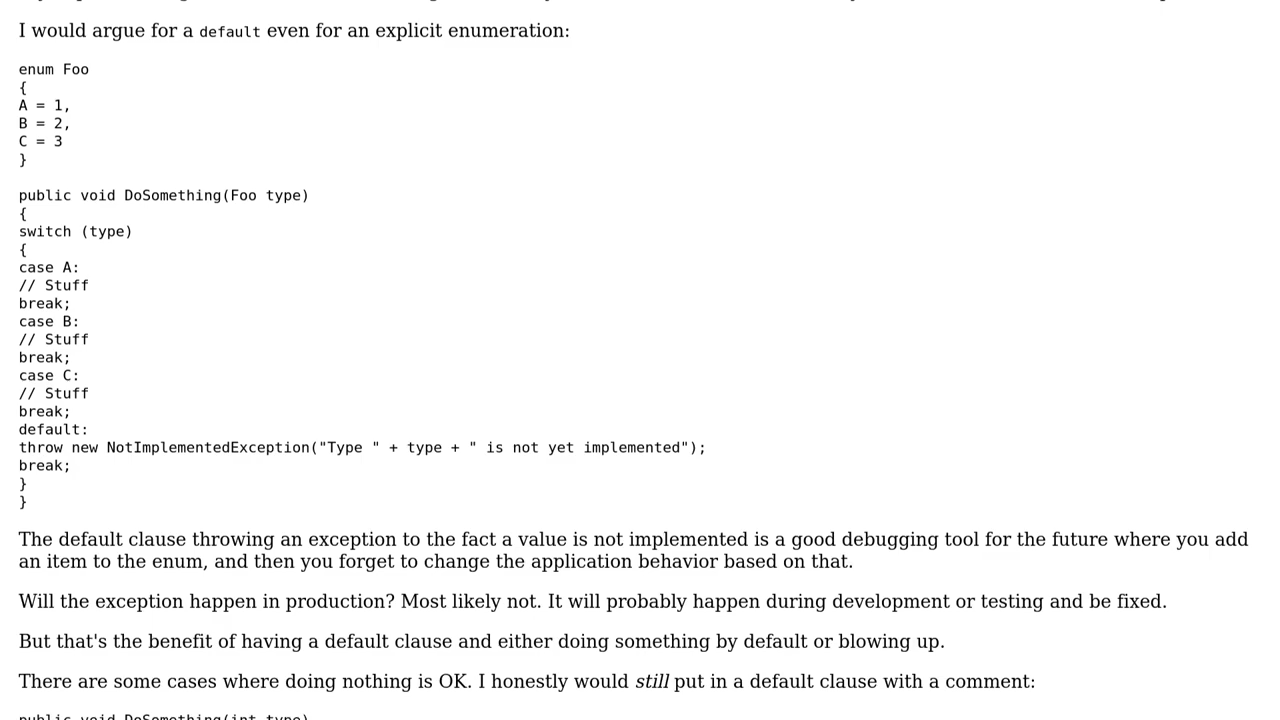 I would argue for a default even for an explicit enumeration:
enum Foo
{
A = 1,
B = 2,
C = 3
}
public void DoSomething(Foo type)
{
switch (type)
{
case A:
// Stuff
break;
case B:
// Stuff
break;
case C:
// Stuff
break;
default:
throw new NotImplementedException("Type " + type + " is not yet implemented");
break;
}
}
The default clause throwing an exception to the fact a value is not implemented is a good debugging tool for the future where you add
an item to the enum, and then you forget to change the application behavior based on that.
Will the exception happen in production? Most likely not. It will probably happen during development or testing and be fixed.
But that's the benefit of having a default clause and either doing something by default or blowing up.
There are some cases where doing nothing is OK. I honestly would still put in a default clause with a comment:
public void DoSomething(int type)